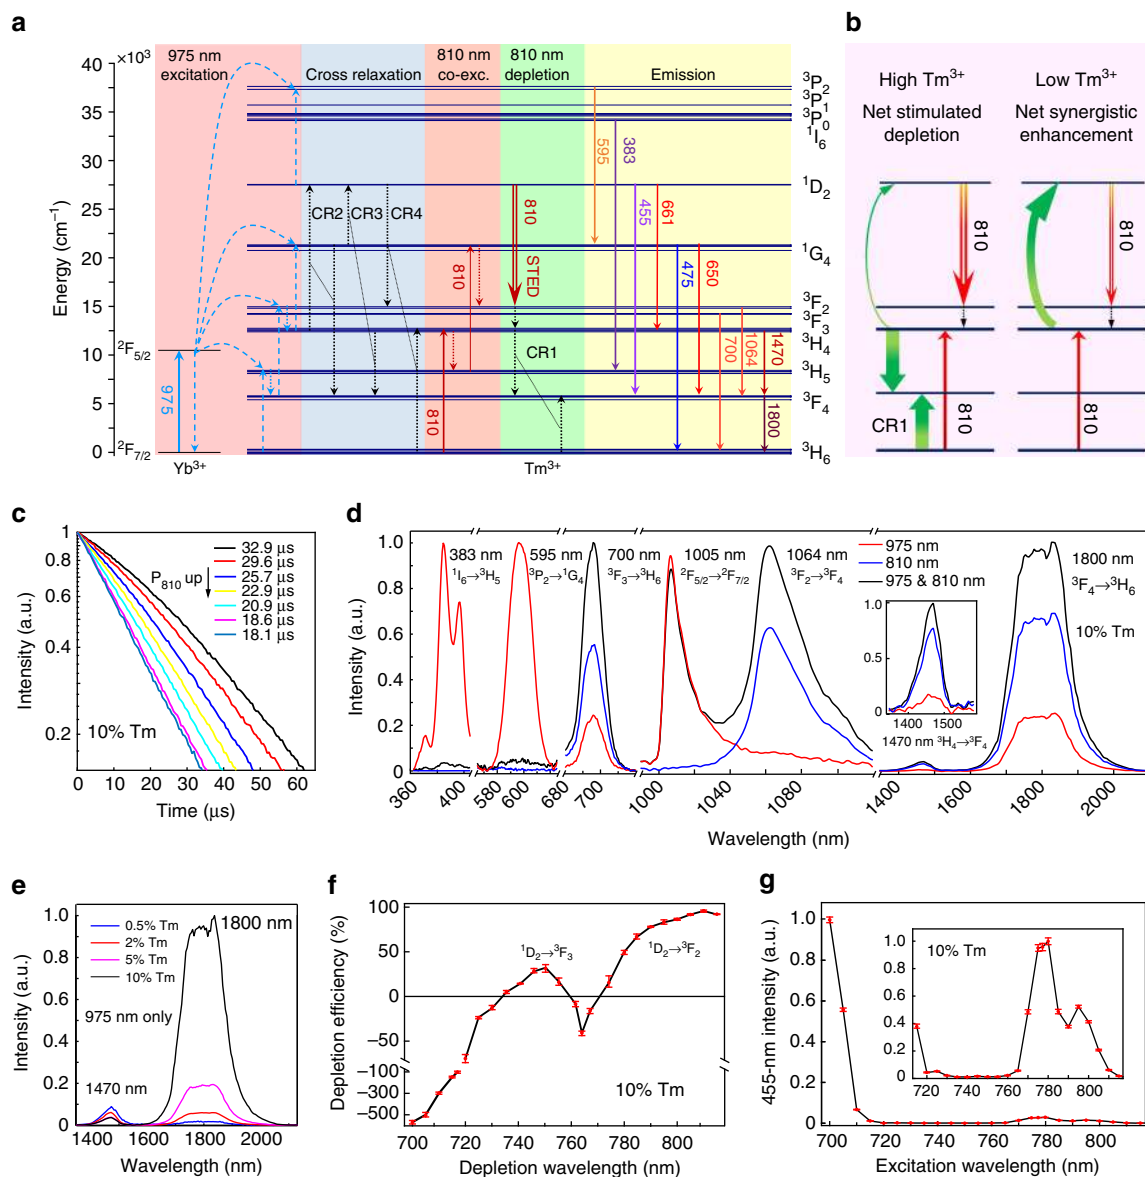 a
×10³
40
35
30
25
20
15
10
5
0
Energy (cm⁻¹)
975 nm
excitation
Cross relaxation
810 nm
co-exc.
810 nm
depletion
Emission
³P₂
³P₁
³P₀
¹I₆
¹D₂
¹G₄
³F₂
³F₃
³H₄
³H₅
³F₄
³H₆
²F₅/₂
²F₇/₂
975
Yb³⁺
Tm³⁺
CR2
CR3
CR4
810
810
810
STED
CR1
595
383
455
661
475
650
700
1064
1470
1800
b
High Tm³⁺
Net stimulated
depletion
Low Tm³⁺
Net synergistic
enhancement
810
810
CR1
810
810
c
Intensity (a.u.)
1
0.8
0.6
0.4
0.2
32.9 µs
29.6 µs
25.7 µs
22.9 µs
20.9 µs
18.6 µs
18.1 µs
P₈₁₀ up
10% Tm
0 10 20 30 40 50 60
Time (µs)
d
Intensity (a.u.)
1.0
0.8
0.6
0.4
0.2
0
383 nm
¹I₆→³H₅
595 nm
³P₂→¹G₄
700 nm
³F₃→³H₆
1005 nm
²F₅/₂→²F₇/₂
1064 nm
³F₂→³F₄
975 nm
810 nm
975 & 810 nm
1800 nm
³F₄→³H₆
10% Tm
1.0
0.5
0
1400 1500
1470 nm ³H₄→³F₄
360 400 580 600 680 700 1000 1040 1080 1400 1600 1800 2000
Wavelength (nm)
e
Intensity (a.u.)
1.0
0.8
0.6
0.4
0.2
0
0.5% Tm
2% Tm
5% Tm
10% Tm
1800 nm
975 nm only
1470 nm
1400 1600 1800 2000
Wavelength (nm)
f
Depletion efficiency (%)
100
50
0
−50
−100
−300
−500
¹D₂→³F₃
¹D₂→³F₂
10% Tm
700 720 740 760 780 800
Depletion wavelength (nm)
g
455-nm intensity (a.u.)
1.0
0.8
0.6
0.4
0.2
0
10% Tm
1.0
0.8
0.6
0.4
0.2
0
720 740 760 780 800
700 720 740 760 780 800
Excitation wavelength (nm)